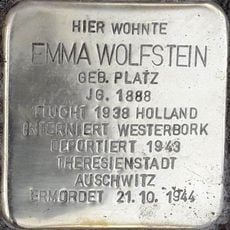 HIER WOHNTE
EMMA WOLFSTEIN
GEB. PLATZ
JG. 1888
FLUCHT 1938 HOLLAND
INTERNIERT WESTERBORK
DEPORTIERT 1943
THERESIENSTADT
AUSCHWITZ
ERMORDET 21.10.1944